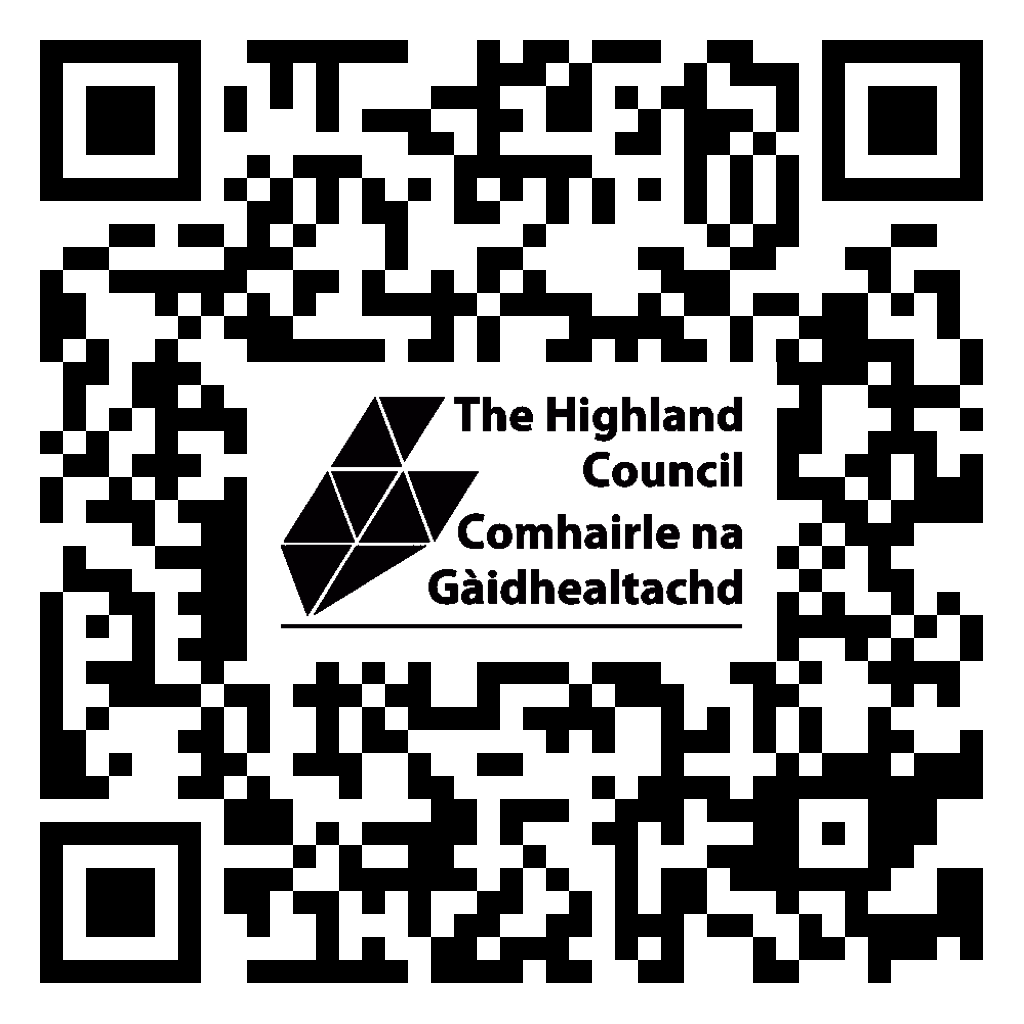 The Highland
Council
Comhairle na
Gàidhealtachd